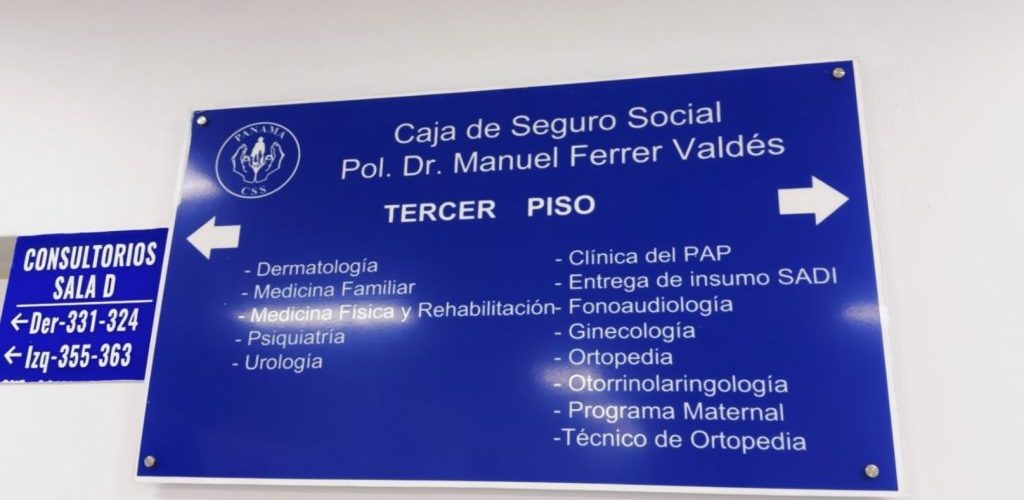 PANAMA
CSS
Caja de Seguro Social
Pol. Dr. Manuel Ferrer Valdés
TERCER PISO
- Dermatología
- Medicina Familiar
- Medicina Física y Rehabilitación
- Psiquiatría
- Urología
- Clínica del PAP
- Entrega de insumo SADI
- Fonoaudiología
- Ginecología
- Ortopedia
- Otorrinolaringología
- Programa Maternal
-Técnico de Ortopedia
CONSULTORIOS
SALA D
←Der-331-324
←Izq-355-363